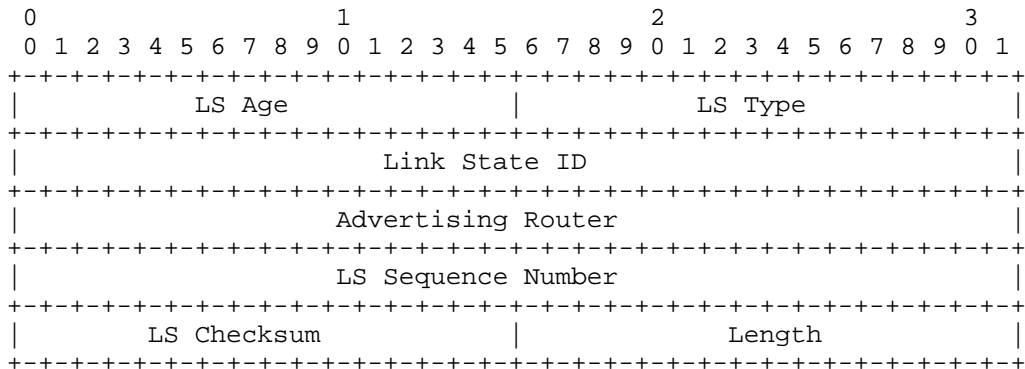 0                   1                   2                   3
 0 1 2 3 4 5 6 7 8 9 0 1 2 3 4 5 6 7 8 9 0 1 2 3 4 5 6 7 8 9 0 1
+-+-+-+-+-+-+-+-+-+-+-+-+-+-+-+-+-+-+-+-+-+-+-+-+-+-+-+-+-+-+-+-+
|           LS Age              |           LS Type             |
+-+-+-+-+-+-+-+-+-+-+-+-+-+-+-+-+-+-+-+-+-+-+-+-+-+-+-+-+-+-+-+-+
|                       Link State ID                           |
+-+-+-+-+-+-+-+-+-+-+-+-+-+-+-+-+-+-+-+-+-+-+-+-+-+-+-+-+-+-+-+-+
|                    Advertising Router                         |
+-+-+-+-+-+-+-+-+-+-+-+-+-+-+-+-+-+-+-+-+-+-+-+-+-+-+-+-+-+-+-+-+
|                    LS Sequence Number                         |
+-+-+-+-+-+-+-+-+-+-+-+-+-+-+-+-+-+-+-+-+-+-+-+-+-+-+-+-+-+-+-+-+
|        LS Checksum            |             Length            |
+-+-+-+-+-+-+-+-+-+-+-+-+-+-+-+-+-+-+-+-+-+-+-+-+-+-+-+-+-+-+-+-+